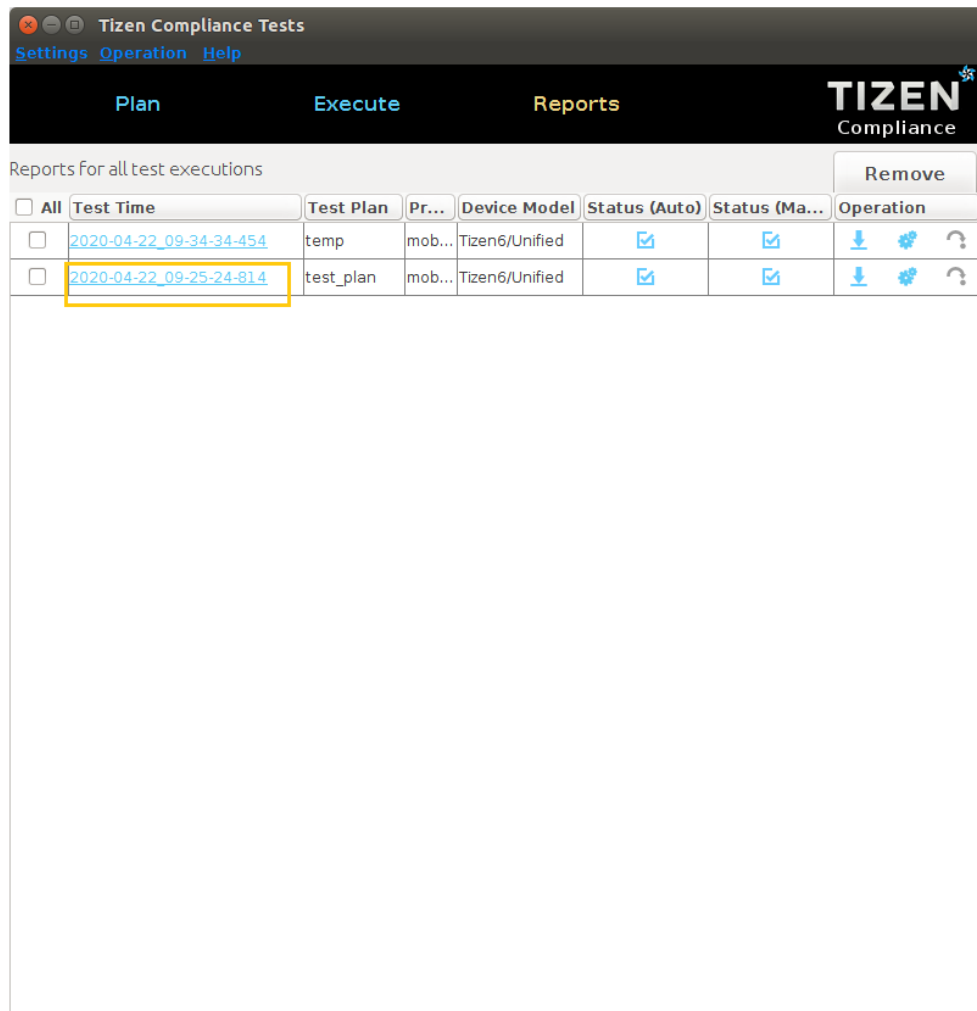 Tizen Compliance Tests
Settings Operation Help
Plan Execute Reports TIZEN
Compliance
Reports for all test executions Remove
All Test Time Test Plan Pr... Device Model Status (Auto) Status (Ma... Operation
2020-04-22_09-34-34-454 temp mob... Tizen6/Unified
2020-04-22_09-25-24-814 test_plan mob... Tizen6/Unified